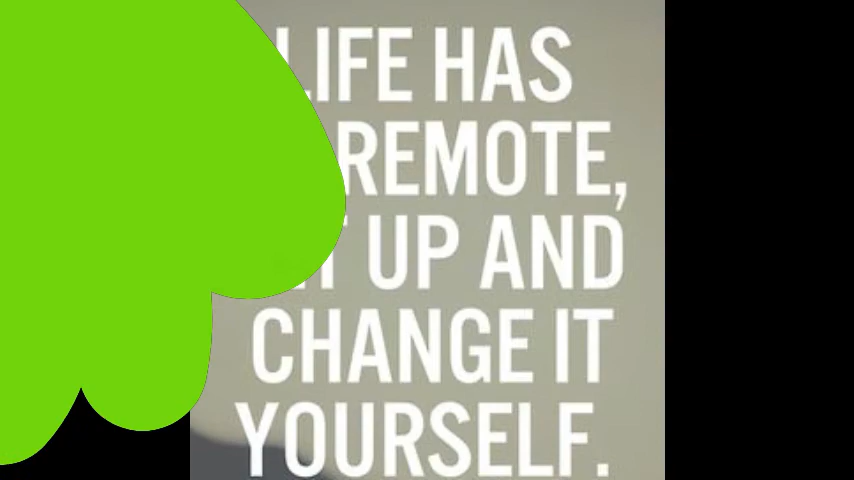 LIFE HAS
REMOTE,
UP AND
CHANGE IT
YOURSELF.